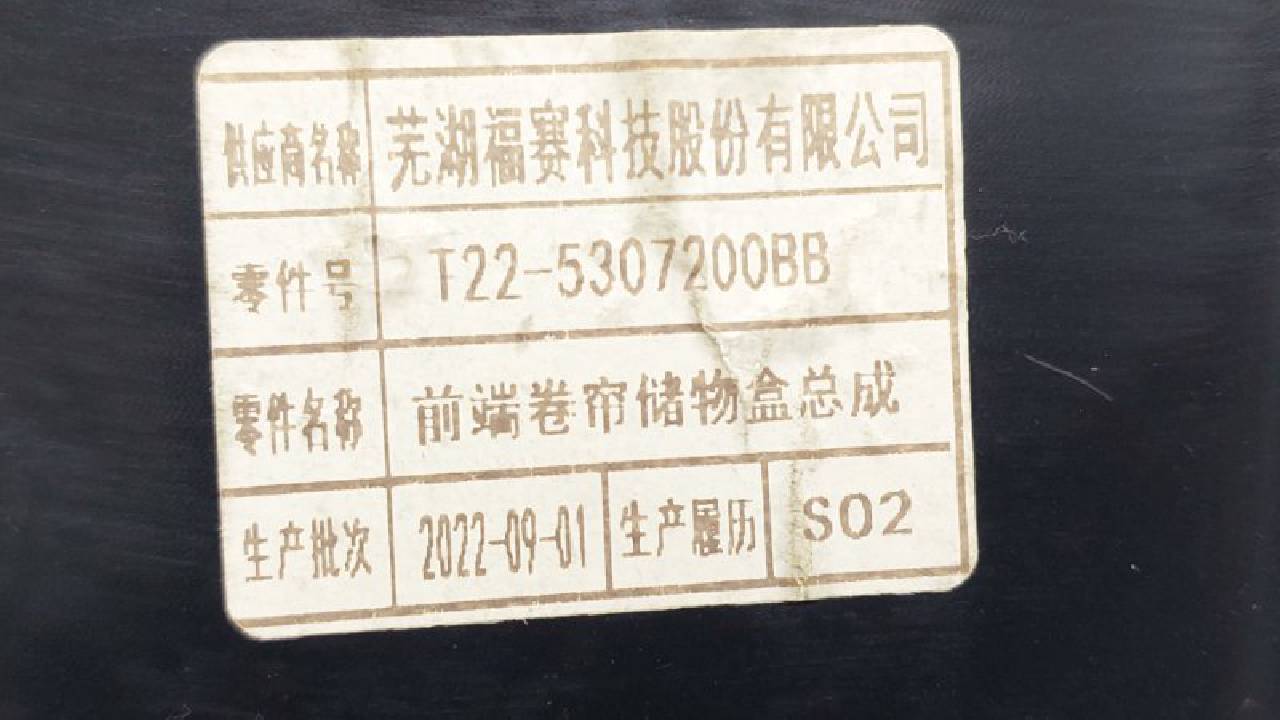 供应商名称 芜湖福赛科技股份有限公司
零件号 T22-5307200BB
零件名称 前端卷帘储物盒总成
生产批次 2022-09-01 生产履历 S02